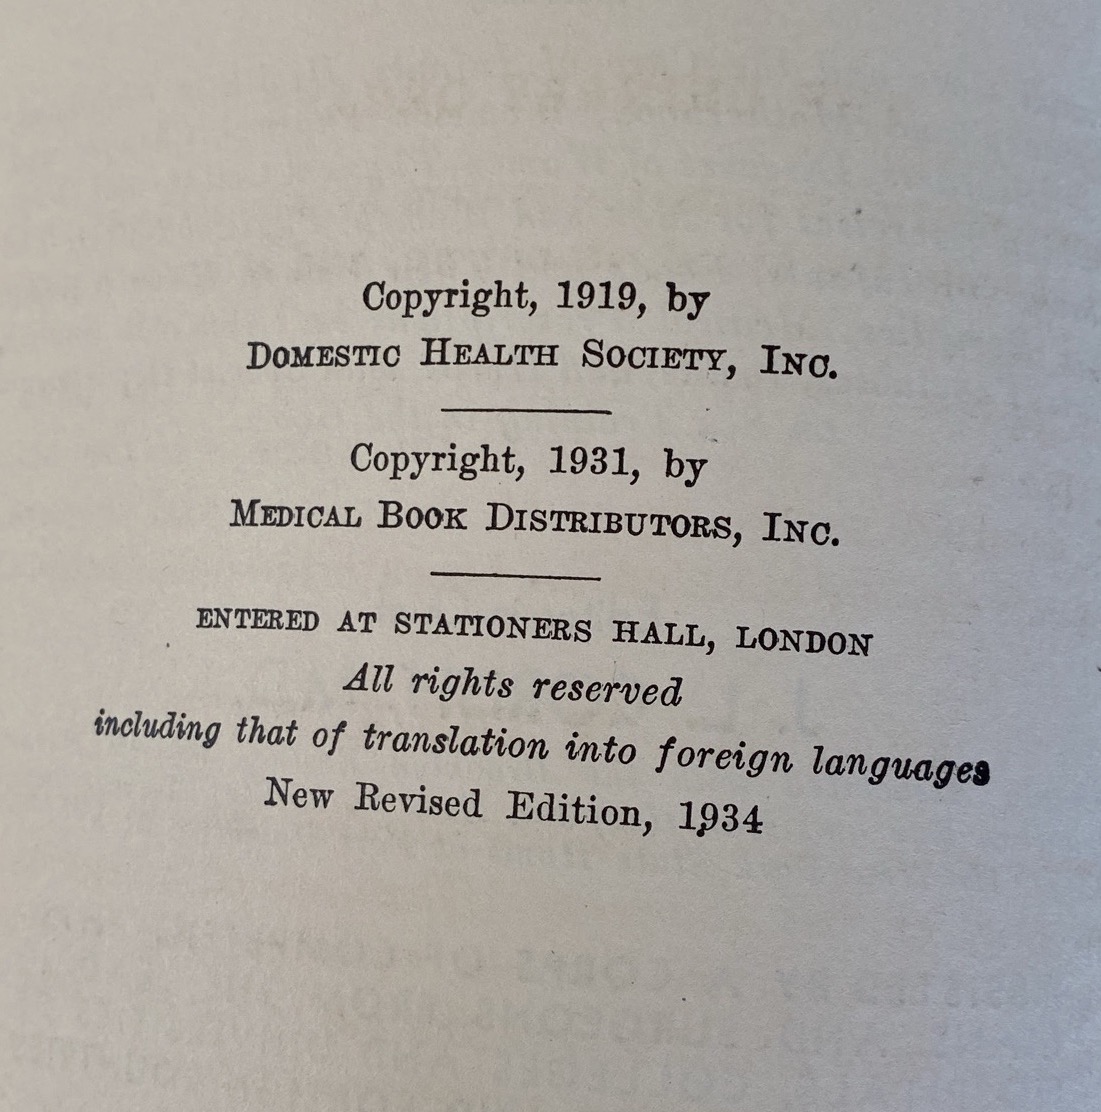 Copyright, 1919, by
DOMESTIC HEALTH SOCIETY, INC.
Copyright, 1931, by
MEDICAL BOOK DISTRIBUTORS, INC.
ENTERED AT STATIONERS HALL, LONDON
All rights reserved
including that of translation into foreign languages
New Revised Edition, 1934